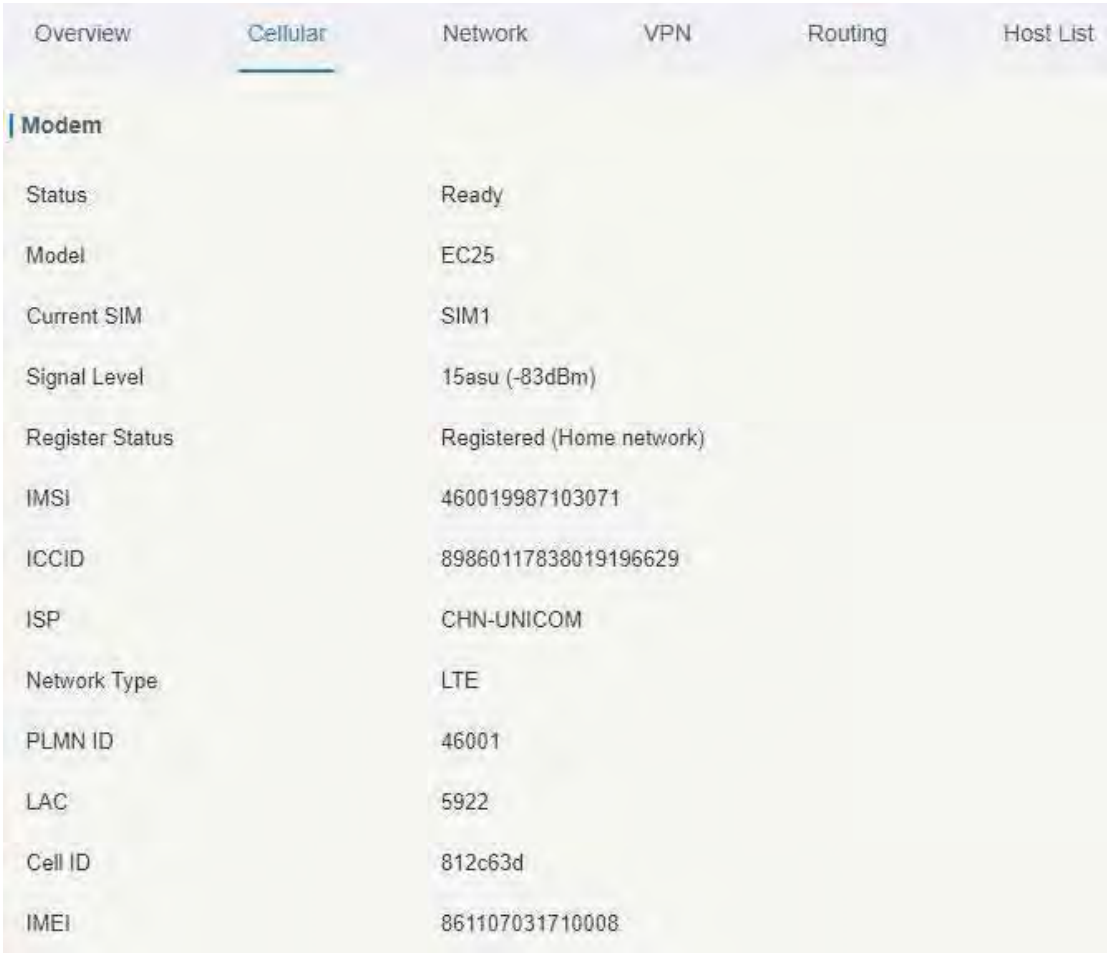 Overview Cellular Network VPN Routing Host List
Modem
Status Ready
Model EC25
Current SIM SIM1
Signal Level 15asu (-83dBm)
Register Status Registered (Home network)
IMSI 460019987103071
ICCID 89860117838019196629
ISP CHN-UNICOM
Network Type LTE
PLMN ID 46001
LAC 5922
Cell ID 812c63d
IMEI 861107031710008